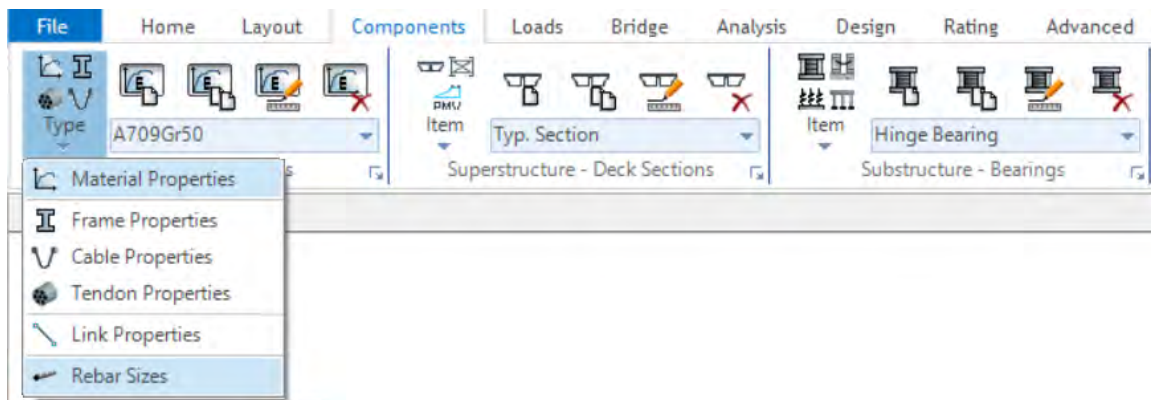 File Home Layout Components Loads Bridge Analysis Design Rating Advanced
E E E E
PMV
Type Item Item
A709Gr50 Typ. Section Hinge Bearing
s Superstructure - Deck Sections Substructure - Bearings
Material Properties
Frame Properties
Cable Properties
Tendon Properties
Link Properties
Rebar Sizes